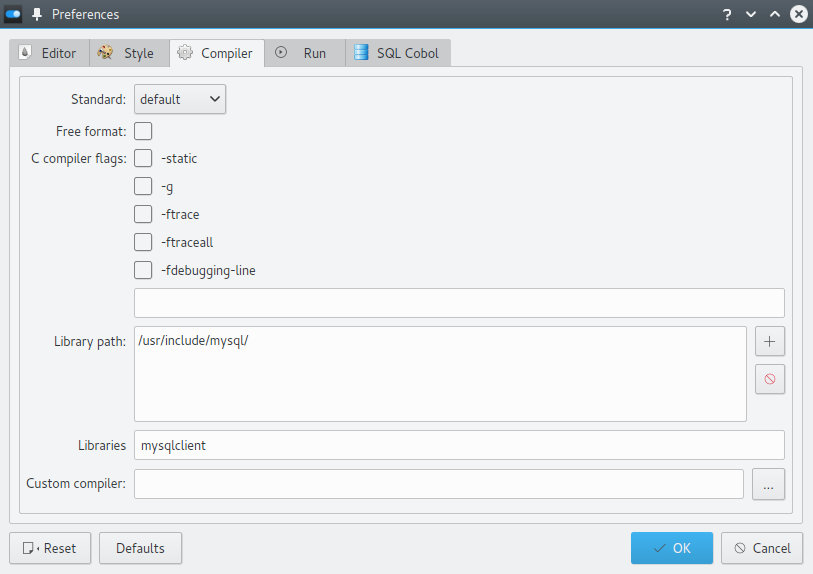 Preferences
?
Editor Style Compiler Run SQL Cobol
Standard: default
Free format:
C compiler flags: -static
-g
-ftrace
-ftraceall
-fdebugging-line
Library path: /usr/include/mysql/
Libraries mysqlclient
Custom compiler: ...
Reset Defaults OK Cancel